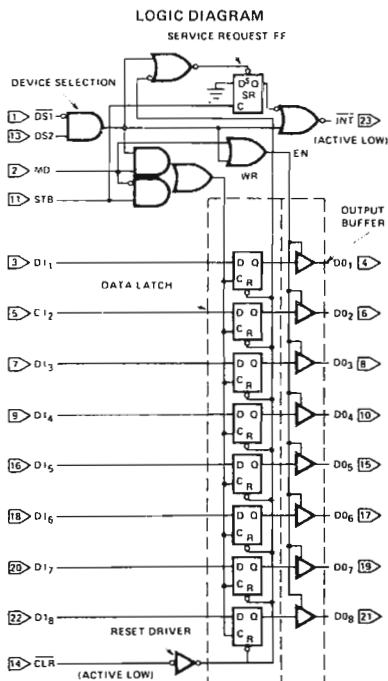 LOGIC DIAGRAM
SERVICE REQUEST FF
DEVICE SELECTION
D S Q
SR
C
1 DS1
13 DS2
INT 23
(ACTIVE LOW)
2 MD
EN
WR
11 STB
OUTPUT
BUFFER
3 DI1 D Q DO1 4
C R
DATA LATCH
5 CI2 D Q DO2 6
C R
7 DI3 D Q DO3 8
C R
9 DI4 D Q DO4 10
C R
16 DI5 D Q DO5 15
C R
18 DI6 D Q DO6 17
C R
20 DI7 D Q DO7 19
C R
22 DI8 D Q DO8 21
C R
RESET DRIVER
14 CLR
(ACTIVE LOW)